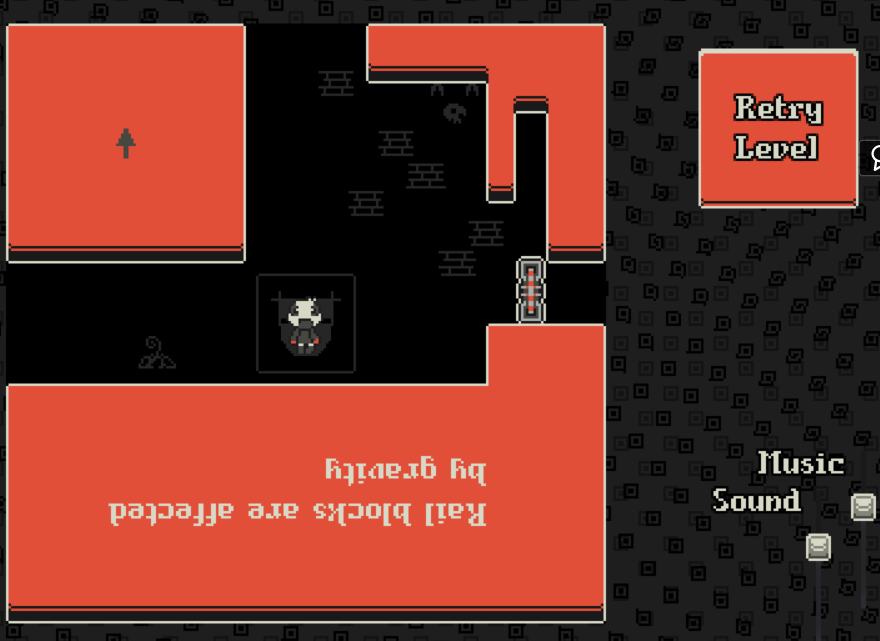 Retry
Level
Rail blocks are affected
by gravity
Music
Sound